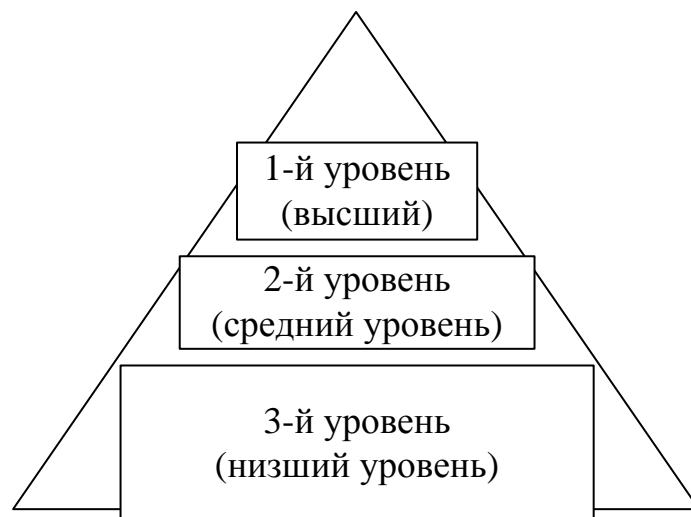 1-й уровень
(высший)
2-й уровень
(средний уровень)
3-й уровень
(низший уровень)